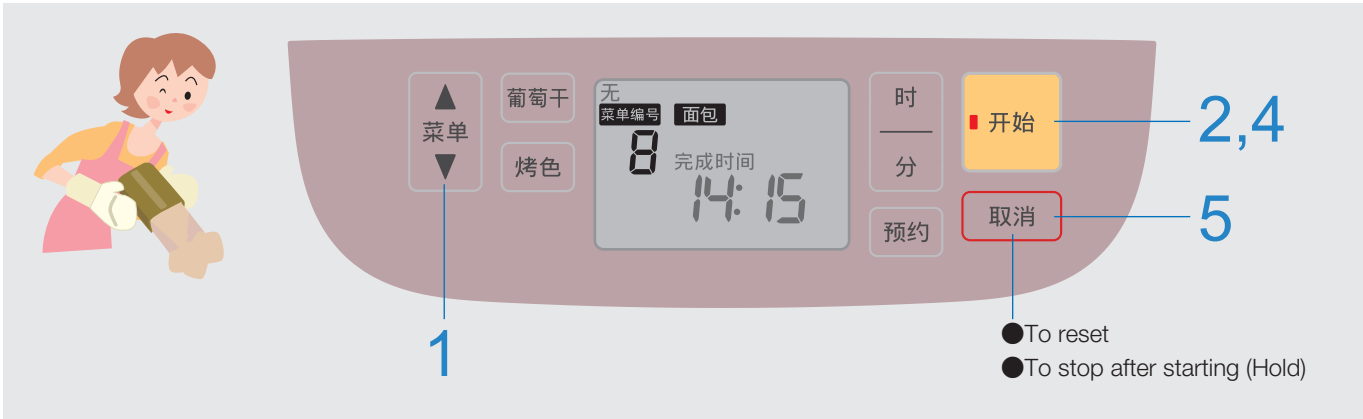 ▲
菜单
▼
葡萄干
烤色
无
菜单编号 面包
8 完成时间
14:15
时
分
预约
开始
取消
2,4
5
1
●To reset
●To stop after starting (Hold)